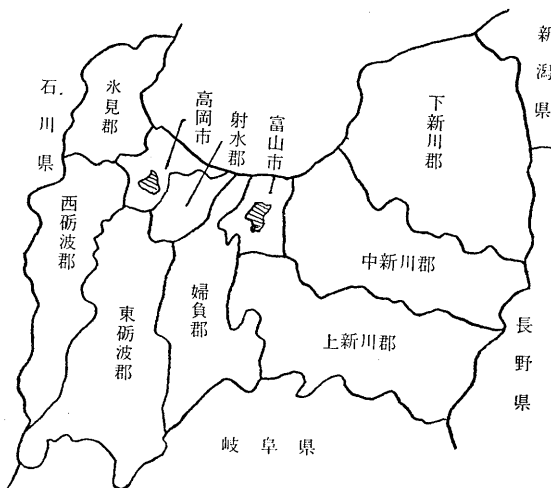 新潟県
石川県
氷見郡
高岡市
射水郡
富山市
下新川郡
西砺波郡
東砺波郡
婦負郡
中新川郡
上新川郡
長野県
岐阜県